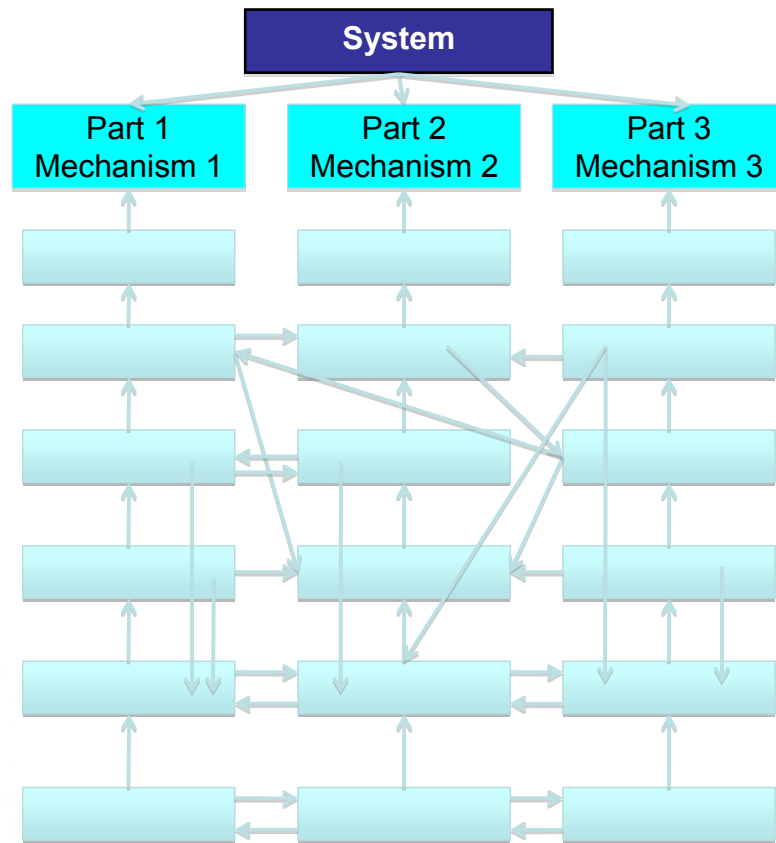 System
Part 1
Mechanism 1
Part 2
Mechanism 2
Part 3
Mechanism 3